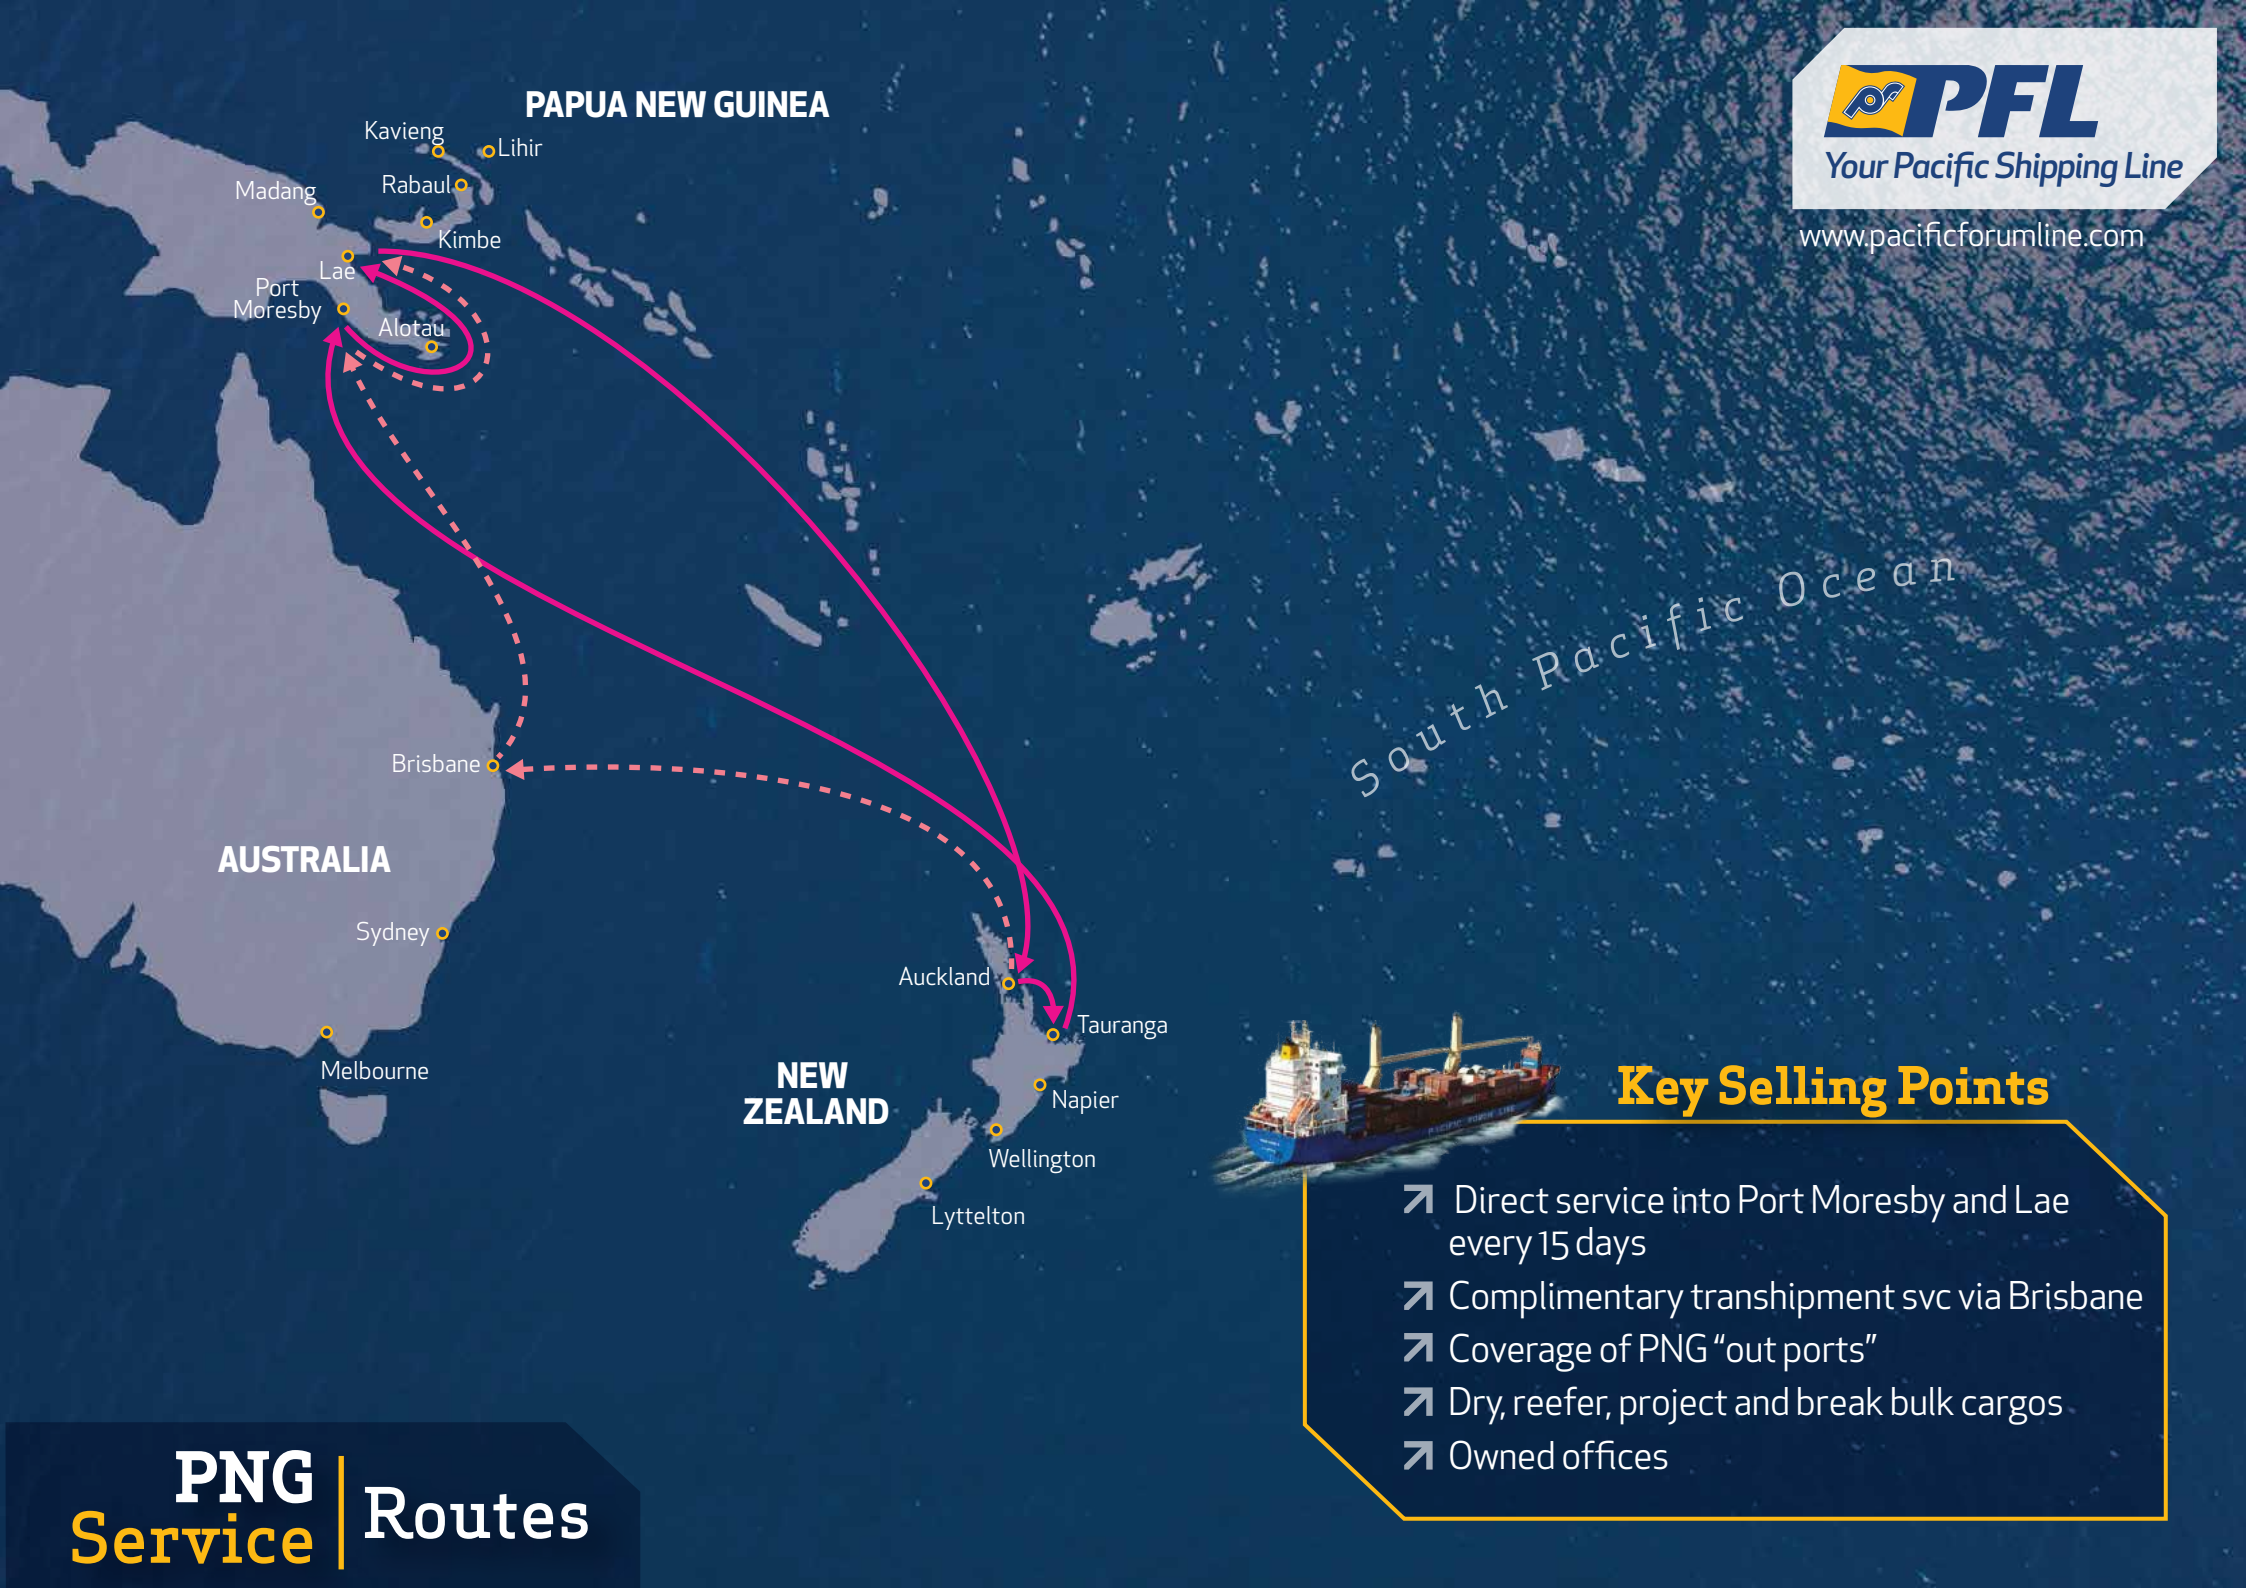 PAPUA NEW GUINEA
Kavieng
Lihir
Madang
Rabaul
Kimbe
Lae
Port
Moresby
Alotau
PFL
Your Pacific Shipping Line
www.pacificforumline.com
South Pacific Ocean
Brisbane
AUSTRALIA
Sydney
Melbourne
Auckland
Tauranga
NEW
ZEALAND
Napier
Wellington
Lyttelton
PACIFIC FORUM LINE
Key Selling Points
Direct service into Port Moresby and Lae
every 15 days
Complimentary transhipment svc via Brisbane
Coverage of PNG “out ports”
Dry, reefer, project and break bulk cargos
Owned offices
PNG
Service
Routes